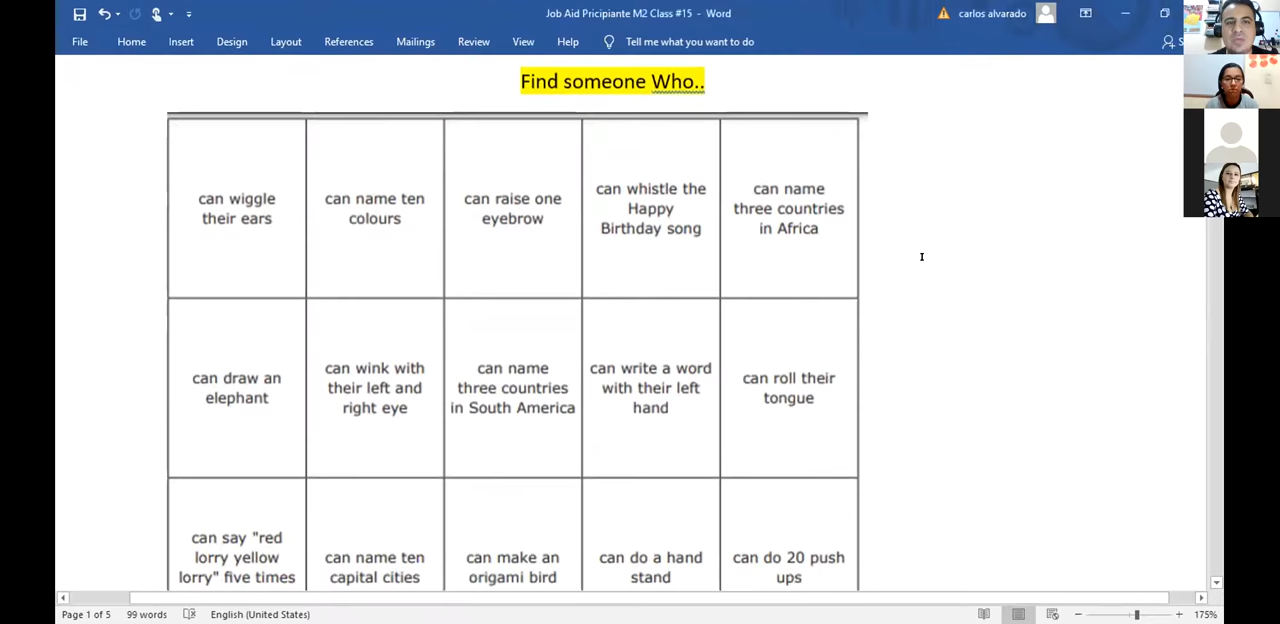 Job Aid Pricipiante M2 Class #15 - Word
carlos alvarado
File Home Insert Design Layout References Mailings Review View Help Tell me what you want to do S
Find someone Who..
can wiggle
their ears
can name ten
colours
can raise one
eyebrow
can whistle the
Happy
Birthday song
can name
three countries
in Africa
can draw an
elephant
can wink with
their left and
right eye
can name
three countries
in South America
can write a word
with their left
hand
can roll their
tongue
can say "red
lorry yellow
lorry" five times
can name ten
capital cities
can make an
origami bird
can do a hand
stand
can do 20 push
ups
Page 1 of 5 99 words English (United States) 175%